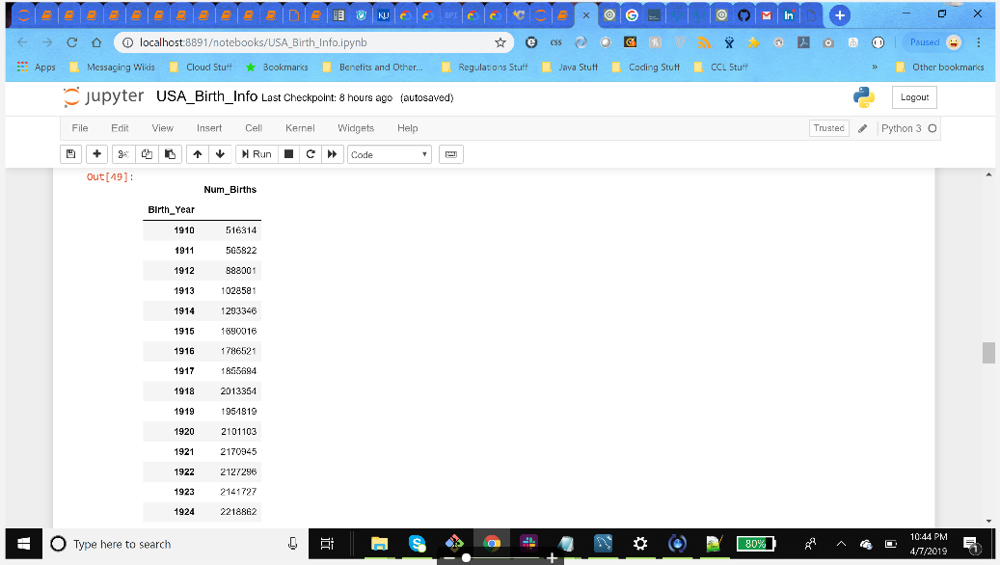 KU
localhost:8891/notebooks/USA_Birth_Info.ipynb
css
Paused
Apps Messaging Wikis Cloud Stuff Bookmarks Benefits and Other... Regulations Stuff Java Stuff Coding Stuff CCL Stuff » Other bookmarks
jupyter USA_Birth_Info Last Checkpoint: 8 hours ago (autosaved)
Logout
File Edit View Insert Cell Kernel Widgets Help
Trusted Python 3
Run Code
Out[49]:
Num_Births
Birth_Year
1910 516314
1911 565822
1912 888001
1913 1028581
1914 1293346
1915 1690016
1916 1786521
1917 1855694
1918 2013354
1919 1954819
1920 2101103
1921 2170945
1922 2127296
1923 2141727
1924 2218862
Type here to search
80%
10:44 PM
4/7/2019
1